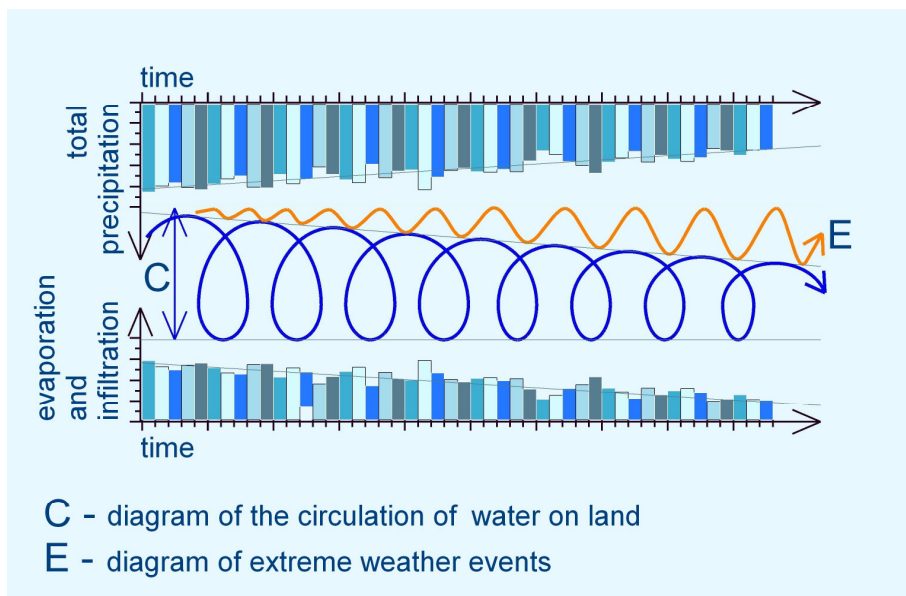 time
total
precipitation
E
C
evaporation
and
infiltration
time
C - diagram of the circulation of water on land
E - diagram of extreme weather events